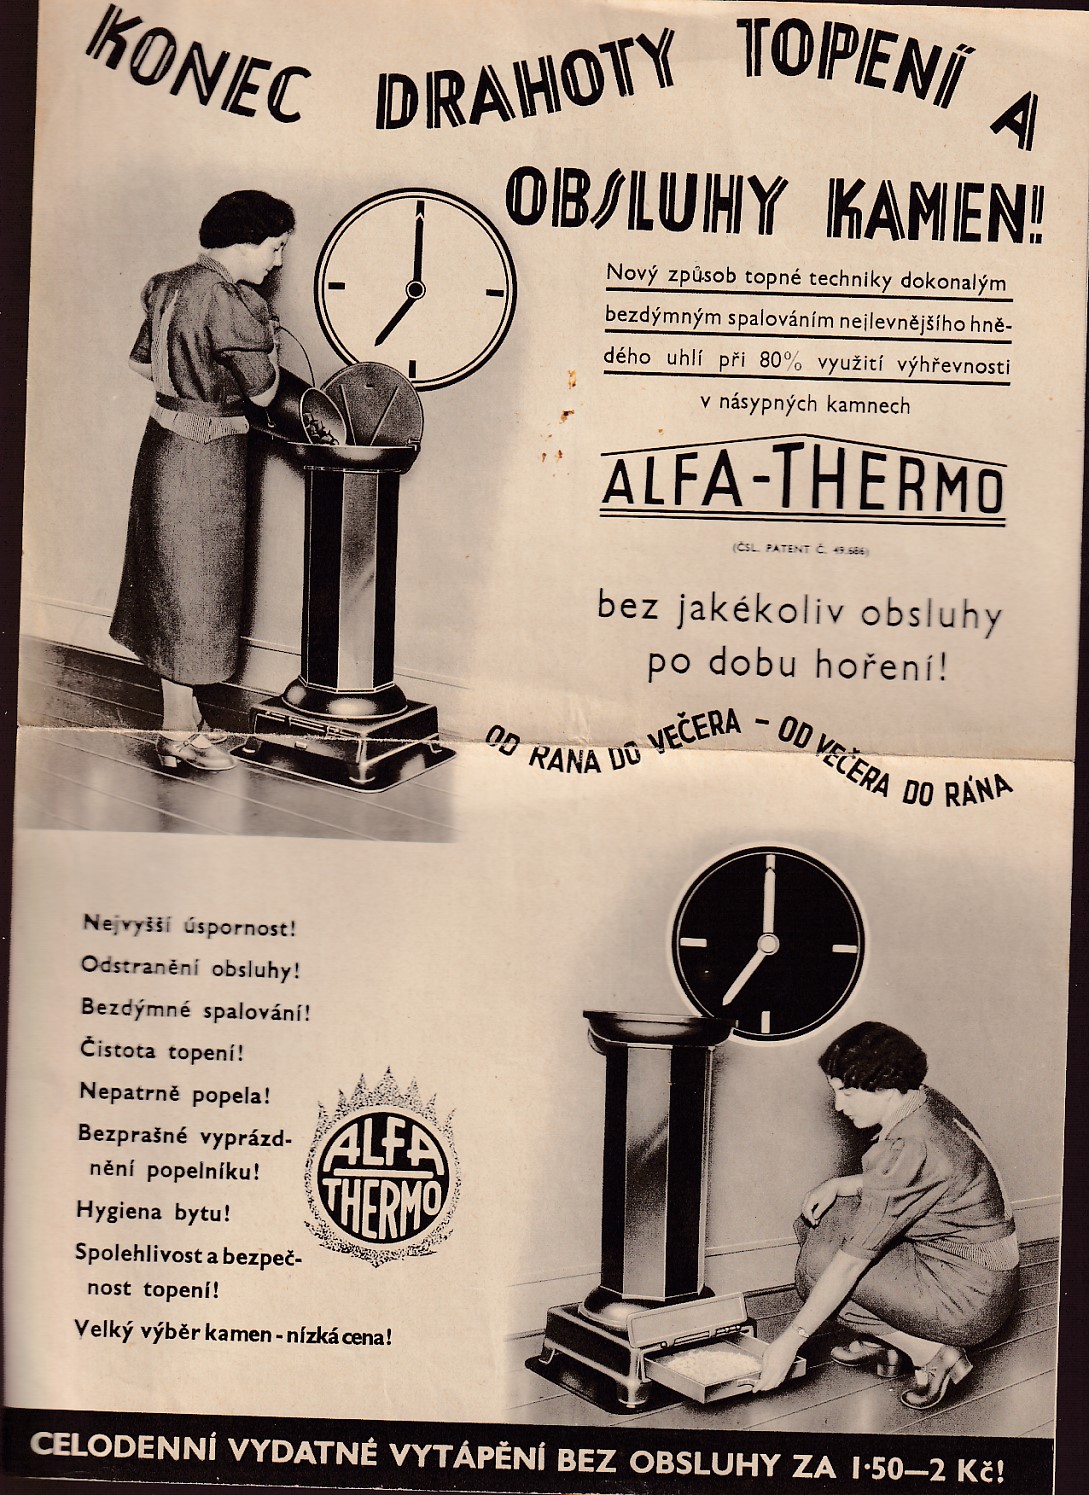 KONEC DRAHOTY TOPENÍ A
OBSLUHY KAMEN!
Nový způsob topné techniky dokonalým
bezdýmným spalováním nejlevnějšího hně-
dého uhlí při 80% využití výhřevnosti
v násypných kamnech
ALFA-THERMO
(ČSL. PATENT Č. 49.686)
bez jakékoliv obsluhy
po dobu hoření!
OD RÁNA DO VEČERA - OD VEČERA DO RÁNA
Nejvyšší úspornost!
Odstranění obsluhy!
Bezdýmné spalování!
Čistota topení!
Nepatrně popela!
Bezprašné vyprázd-
nění popelníku!
Hygiena bytu!
Spolehlivost a bezpeč-
nost topení!
Velký výběr kamen - nízká cena!
ALFA
THERMO
CELODENNÍ VYDATNÉ VYTÁPĚNÍ BEZ OBSLUHY ZA 1·50—2 Kč!